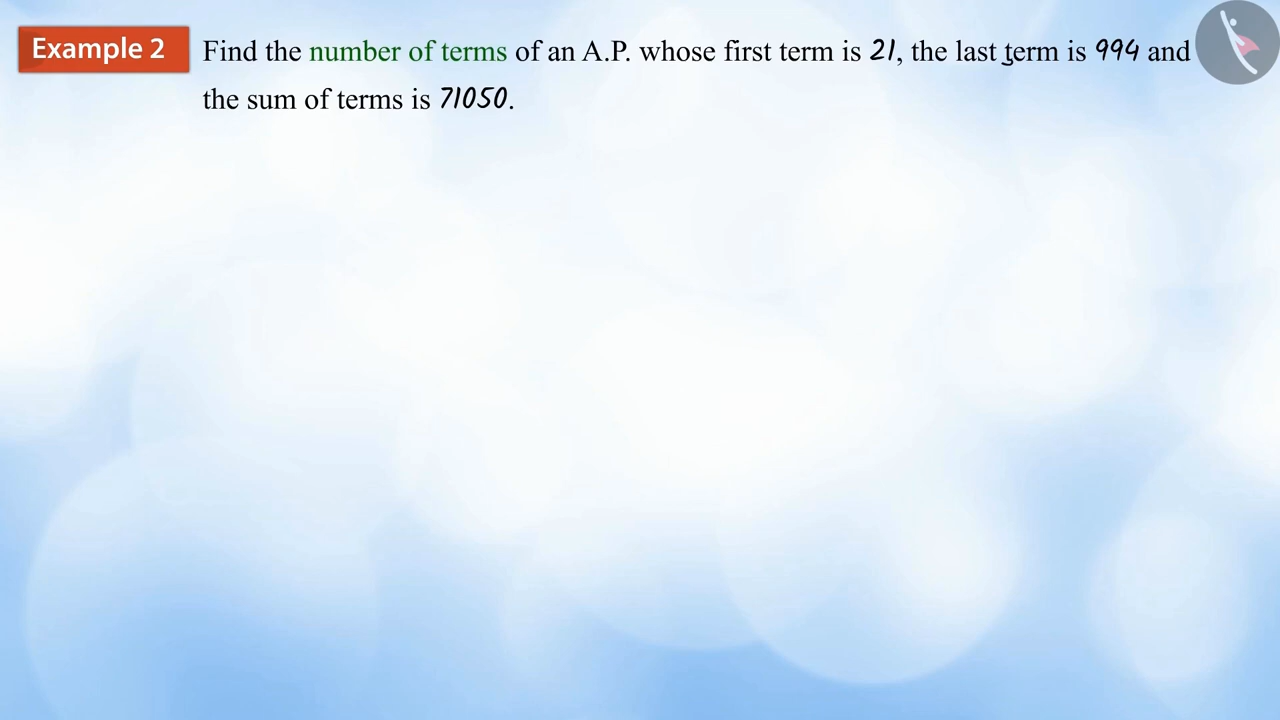 Example 2 Find the number of terms of an A.P. whose first term is 21, the last term is 994 and
the sum of terms is 71050.